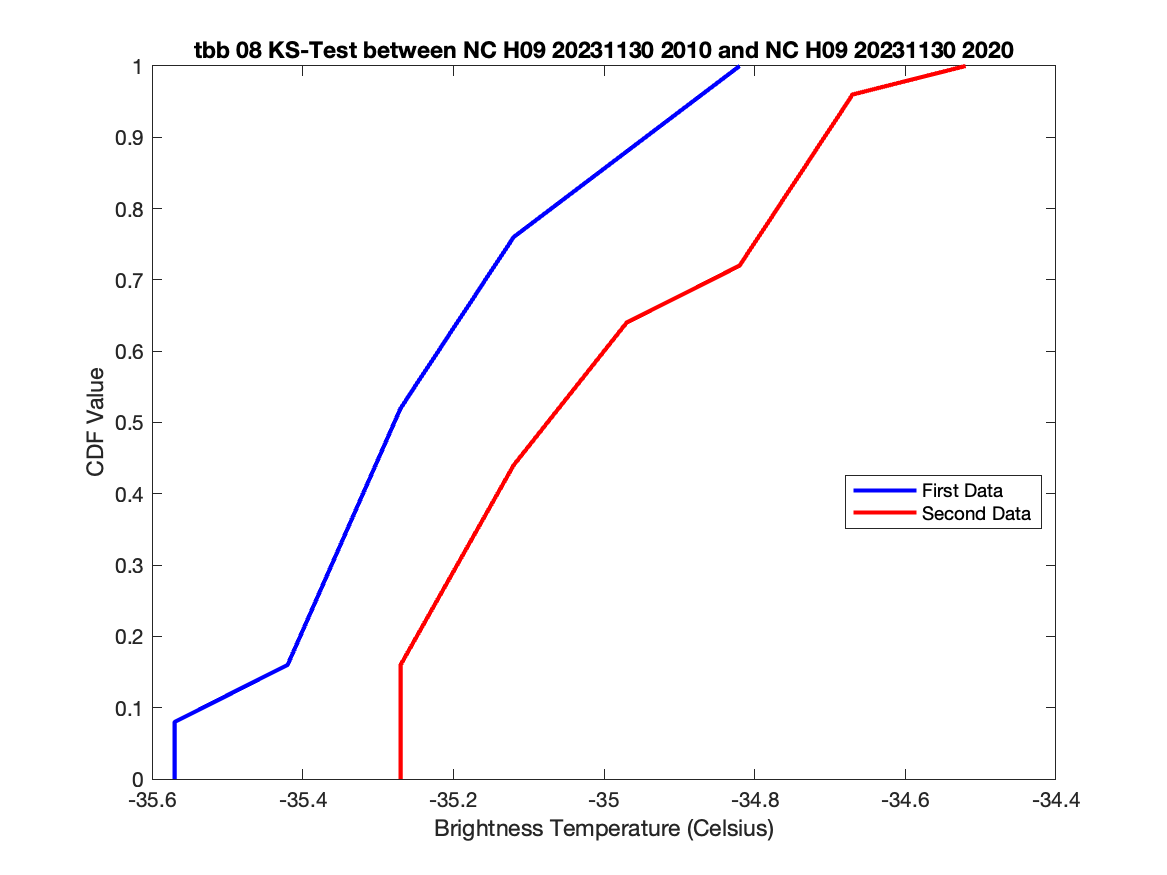 tbb 08 KS-Test between NC H09 20231130 2010 and NC H09 20231130 2020
1
0.9
0.8
0.7
0.6
0.5
0.4
0.3
0.2
0.1
0
CDF Value
First Data
Second Data
-35.6 -35.4 -35.2 -35 -34.8 -34.6 -34.4
Brightness Temperature (Celsius)